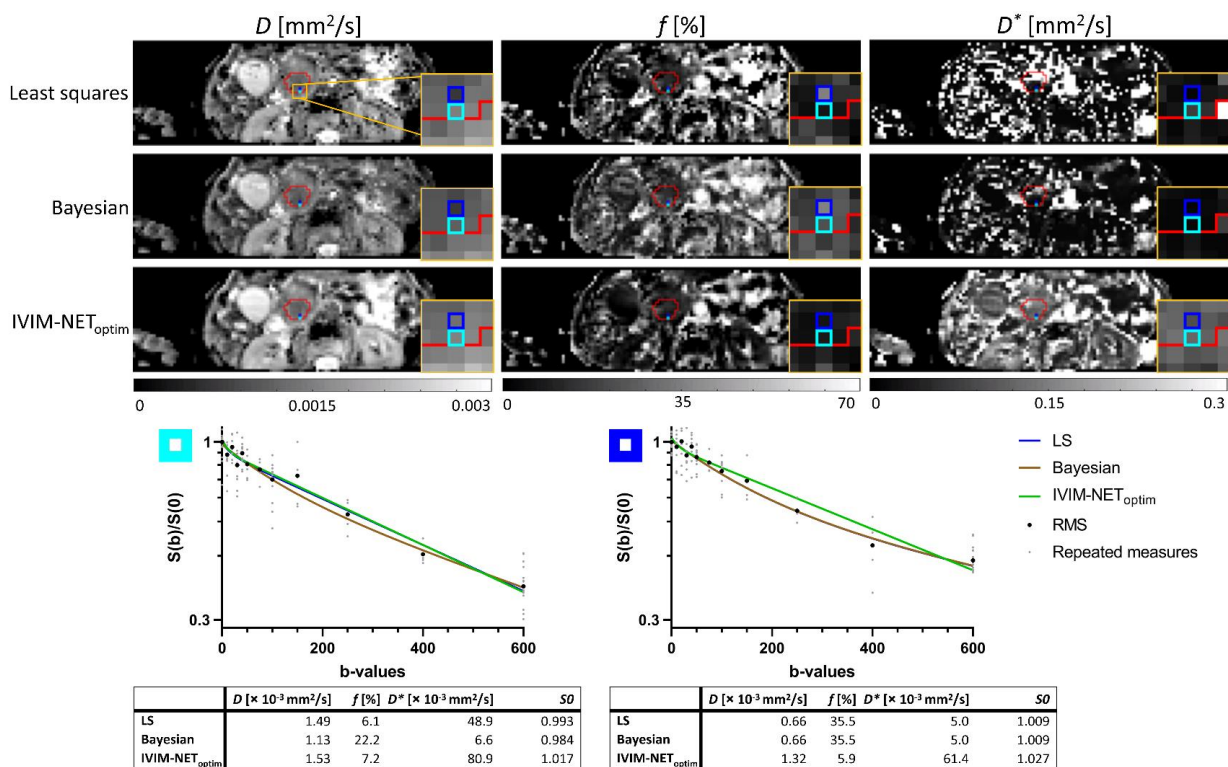 D [mm²/s] f [%] D* [mm²/s]
Least squares
Bayesian
IVIM-NEToptim
0 0.0015 0.003 0 35 70 0 0.15 0.3
1
S(b)/S(0)
0.3
0 200 400 600
b-values
1
S(b)/S(0)
0.3
0 200 400 600
b-values
LS
Bayesian
IVIM-NEToptim
RMS
Repeated measures
D [× 10⁻³ mm²/s] f [%] D* [× 10⁻³ mm²/s] S0
LS 1.49 6.1 48.9 0.993
Bayesian 1.13 22.2 6.6 0.984
IVIM-NEToptim 1.53 7.2 80.9 1.017
D [× 10⁻³ mm²/s] f [%] D* [× 10⁻³ mm²/s] S0
LS 0.66 35.5 5.0 1.009
Bayesian 0.66 35.5 5.0 1.009
IVIM-NEToptim 1.32 5.9 61.4 1.027